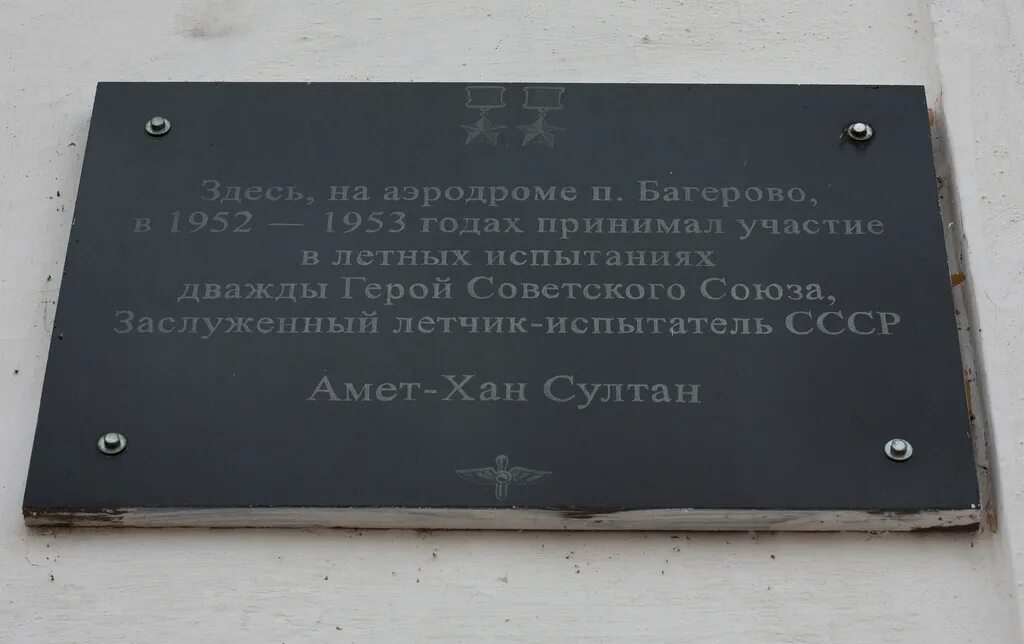 Здесь, на аэродроме п. Багерово,
в 1952 — 1953 годах принимал участие
в летных испытаниях
дважды Герой Советского Союза,
Заслуженный летчик-испытатель СССР
Амет-Хан Султан